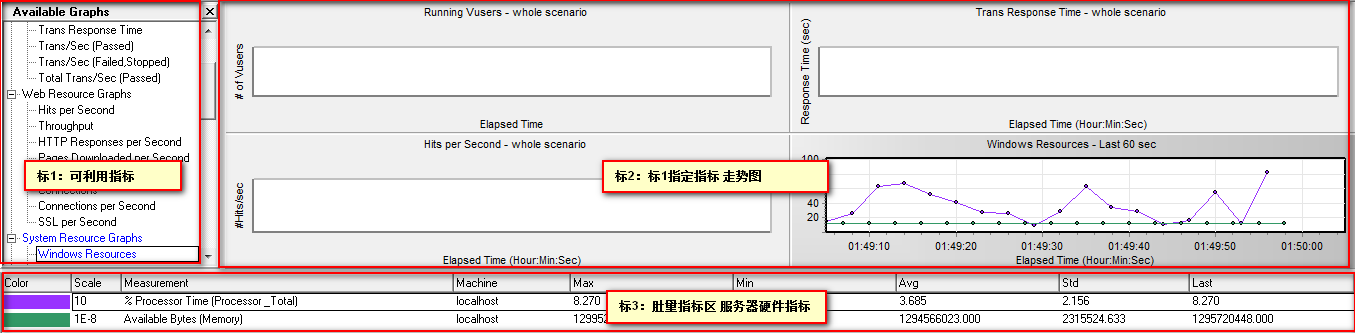 Available Graphs
Trans Response Time
Trans/Sec (Passed)
Trans/Sec (Failed,Stopped)
Total Trans/Sec (Passed)
Web Resource Graphs
Hits per Second
Throughput
HTTP Responses per Second
Pages Downloaded per Second
标1：可利用指标
Connections
Connections per Second
SSL per Second
System Resource Graphs
Windows Resources
Running Vusers - whole scenario
# of Vusers
Elapsed Time
Trans Response Time - whole scenario
Response Time (sec)
Elapsed Time (Hour:Min:Sec)
Hits per Second - whole scenario
#Hits/sec
Elapsed Time (Hour:Min:Sec)
标2：标1指定指标 走势图
Windows Resources - Last 60 sec
100
40
20
01:49:10 01:49:20 01:49:30 01:49:40 01:49:50 01:50:00
Elapsed Time (Hour:Min:Sec)
Color Scale Measurement Machine Max Min Avg Std Last
10 % Processor Time (Processor _Total) localhost 8.270 3.685 2.156 8.270
标3：肚量指标区 服务器硬件指标
1E-8 Available Bytes (Memory) localhost 1294566023.000 2315524.633 1295720448.000